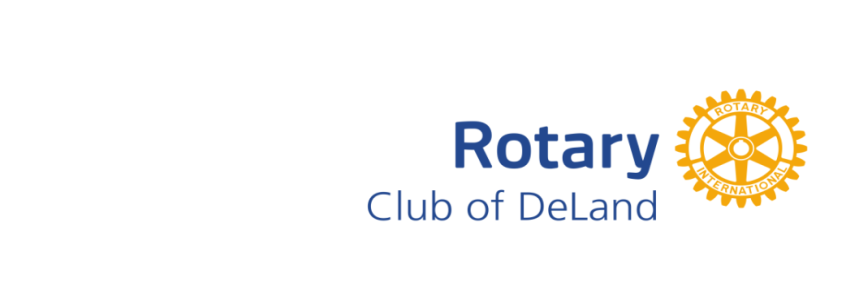 Rotary
Club of DeLand
ROTARY
INTERNATIONAL